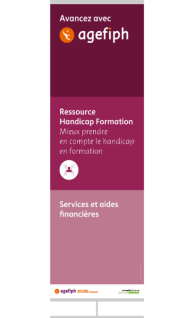 Avancez avec
agefiph
Ressource
Handicap Formation
Mieux prendre
en compte le handicap
en formation
Services et aides
financières
agefiph